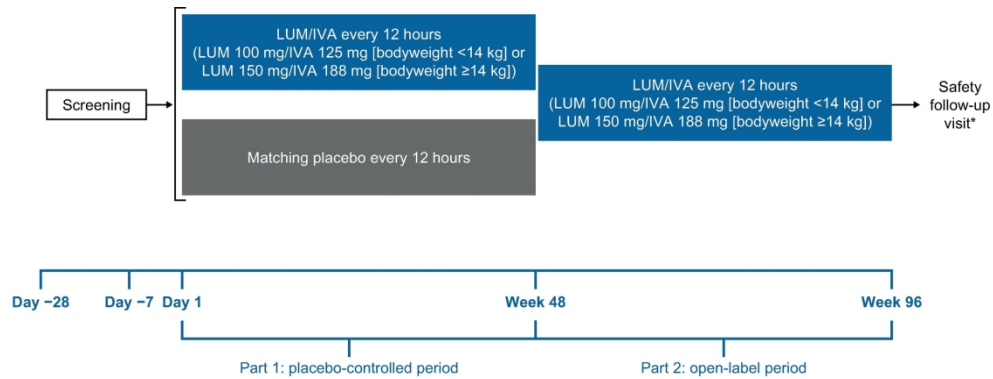 Screening
LUM/IVA every 12 hours
(LUM 100 mg/IVA 125 mg [bodyweight <14 kg] or
LUM 150 mg/IVA 188 mg [bodyweight ≥14 kg])
Matching placebo every 12 hours
LUM/IVA every 12 hours
(LUM 100 mg/IVA 125 mg [bodyweight <14 kg] or
LUM 150 mg/IVA 188 mg [bodyweight ≥14 kg])
Safety
follow-up
visit*
Day −28
Day −7
Day 1
Week 48
Week 96
Part 1: placebo-controlled period
Part 2: open-label period